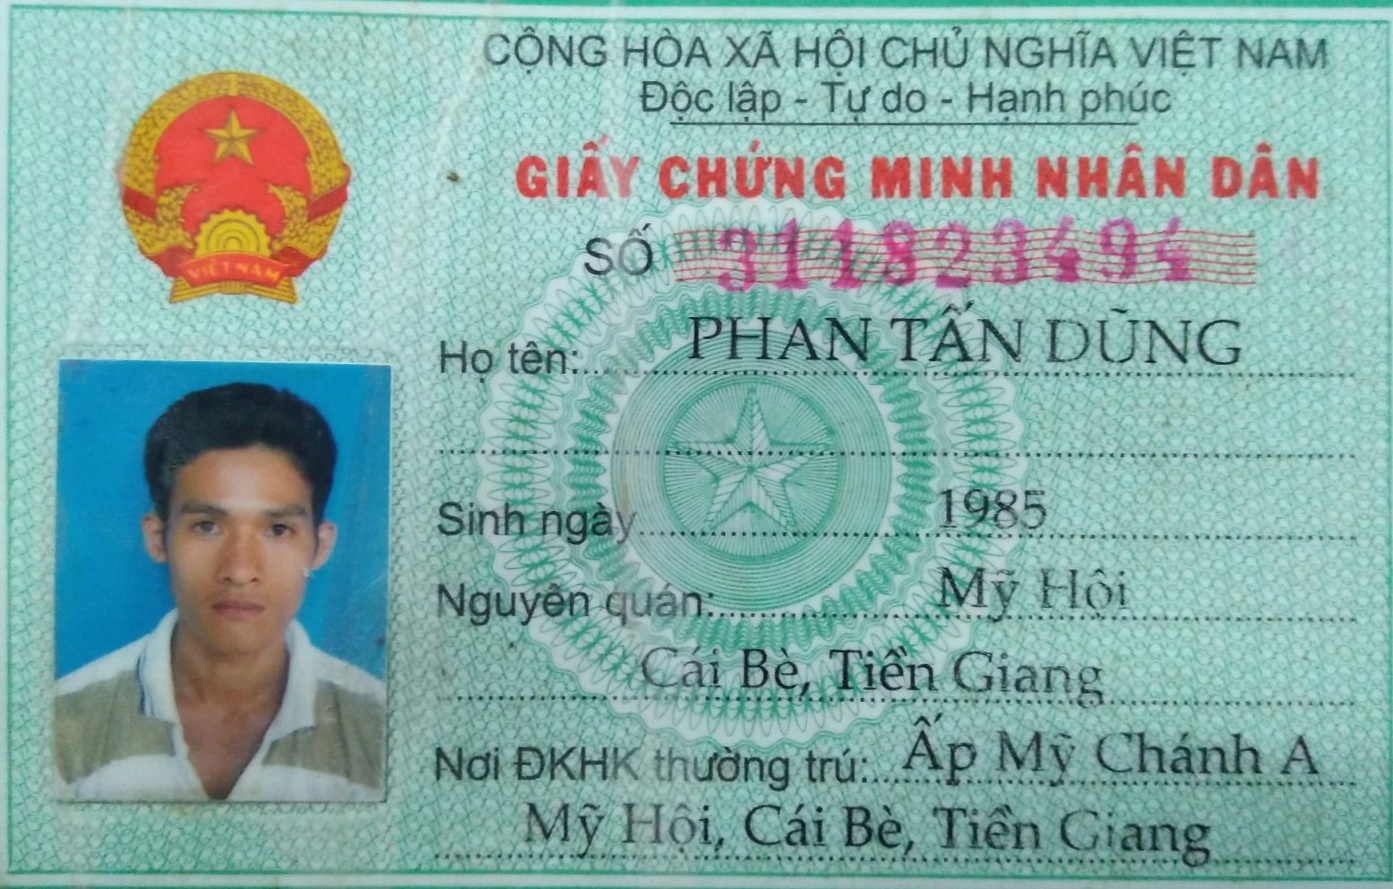 CỘNG HÒA XÃ HỘI CHỦ NGHĨA VIỆT NAM
Độc lập - Tự do - Hạnh phúc
GIẤY CHỨNG MINH NHÂN DÂN
SỐ 311823494
Họ tên: PHAN TẤN DŨNG
Sinh ngày 1985
Nguyên quán: Mỹ Hội
Cái Bè, Tiền Giang
Nơi ĐKHK thường trú: Ấp Mỹ Chánh A
Mỹ Hội, Cái Bè, Tiền Giang
VIỆT NAM